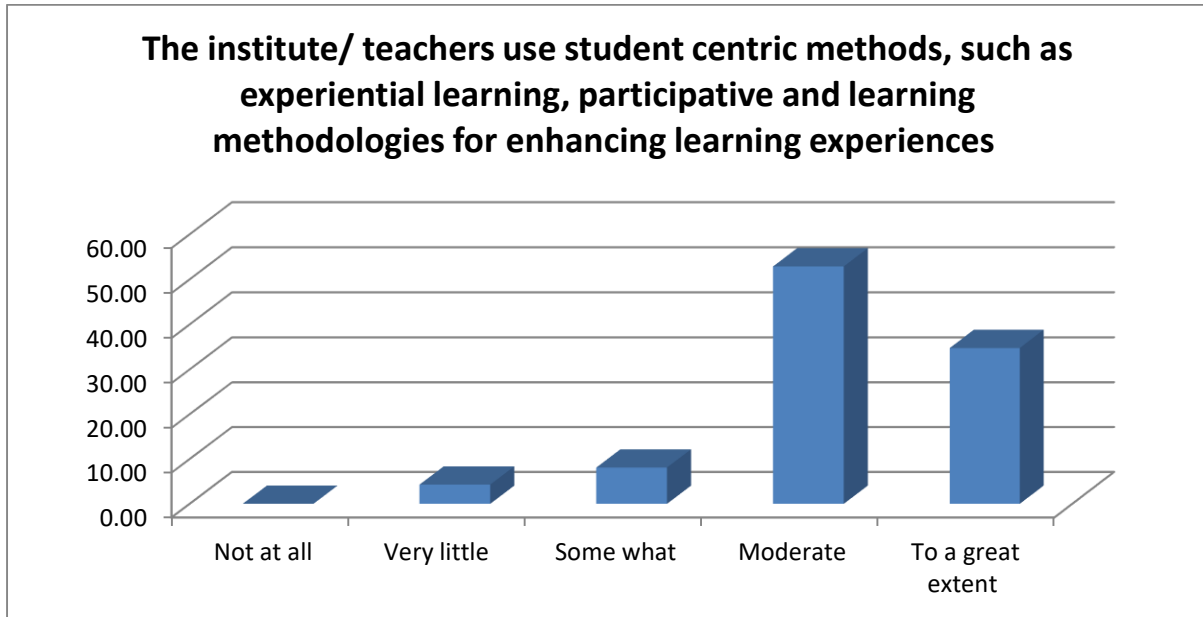 The institute/ teachers use student centric methods, such as
experiential learning, participative and learning
methodologies for enhancing learning experiences
60.00
50.00
40.00
30.00
20.00
10.00
0.00
Not at all
Very little
Some what
Moderate
To a great
extent